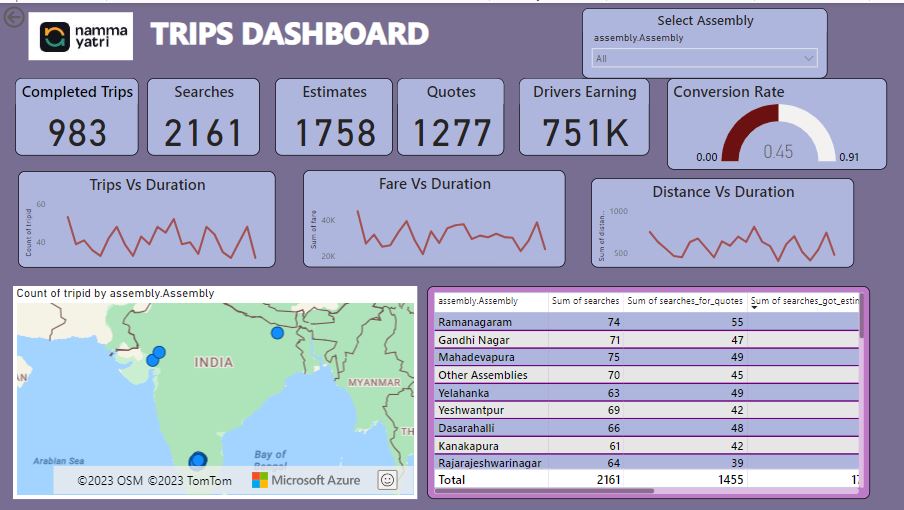 namma
yatri
TRIPS DASHBOARD
Select Assembly
assembly.Assembly
All
Completed Trips
983
Searches
2161
Estimates
1758
Quotes
1277
Drivers Earning
751K
Conversion Rate
0.00
0.45
0.91
Trips Vs Duration
Count of tripid
60
40
Fare Vs Duration
Sum of fare
40K
20K
Distance Vs Duration
Sum of distan...
1000
500
Count of tripid by assembly.Assembly
INDIA
MYANMAR
AN
TH
Arabian Sea
Bay of
Bengal
©2023 OSM ©2023 TomTom
Microsoft Azure
assembly.Assembly Sum of searches Sum of searches_for_quotes Sum of searches_got_estin
Ramanagaram 74 55
Gandhi Nagar 71 47
Mahadevapura 75 49
Other Assemblies 70 45
Yelahanka 63 49
Yeshwantpur 69 42
Dasarahalli 66 48
Kanakapura 61 42
Rajarajeshwarinagar 64 39
Total 2161 1455 17